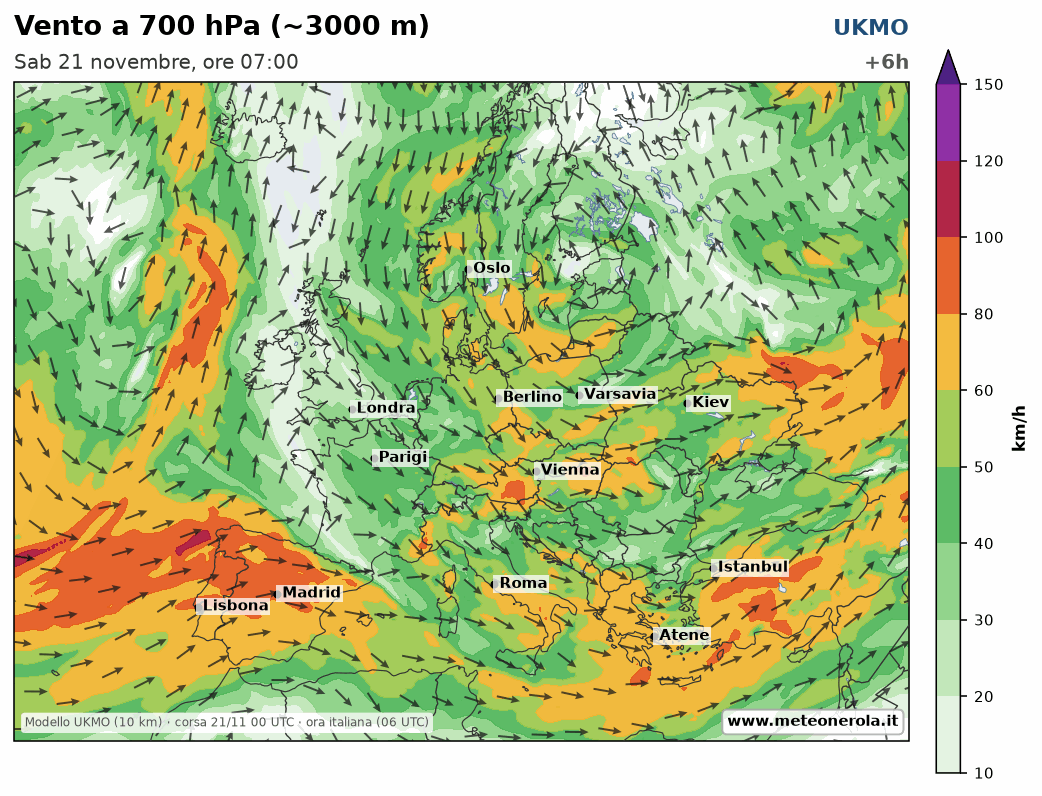 Vento a 700 hPa (~3000 m)
UKMO
Sab 21 novembre, ore 07:00
+6h
150
120
100
80
60
50
40
30
20
10
km/h
Oslo
Berlino
Varsavia
Kiev
Londra
Parigi
Vienna
Istanbul
Roma
Madrid
Lisbona
Atene
Modello UKMO (10 km) · corsa 21/11 00 UTC · ora italiana (06 UTC)
www.meteonerola.it